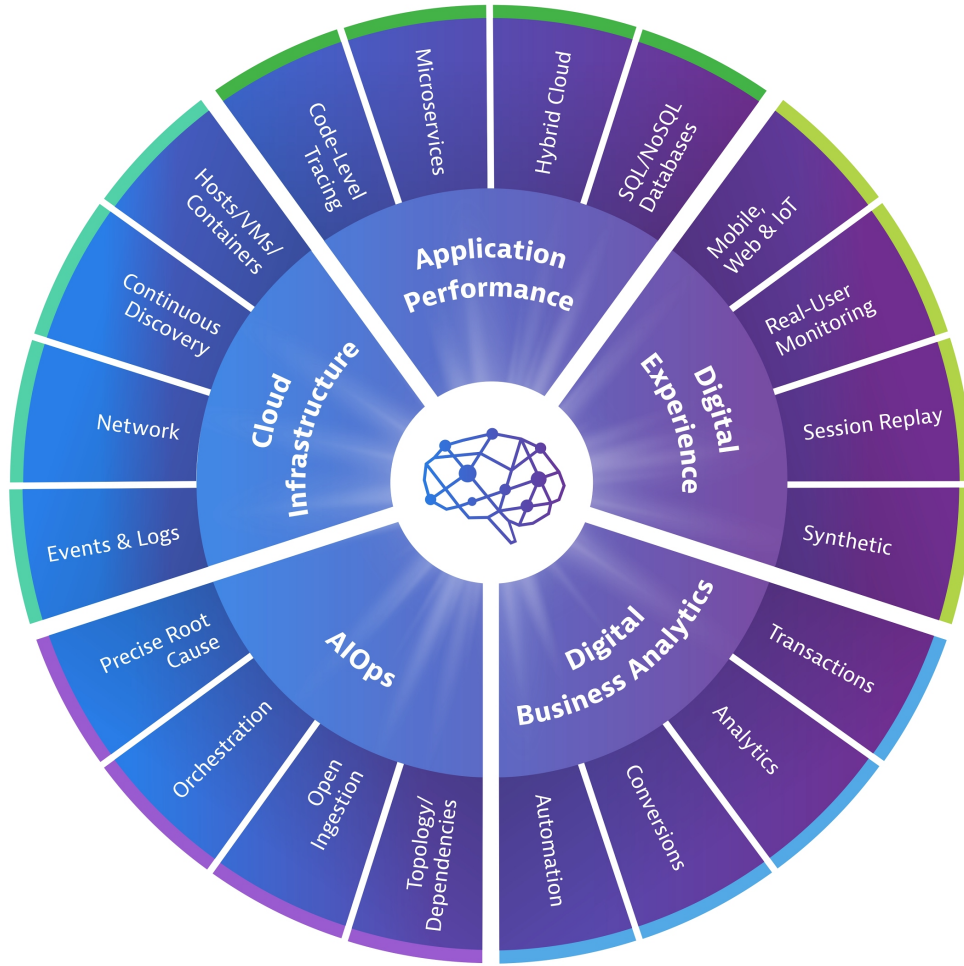 Application
Performance
Code-Level
Tracing
Microservices
Hybrid Cloud
SQL/NoSQL
Databases
Digital
Experience
Mobile,
Web & IoT
Real-User
Monitoring
Session Replay
Synthetic
Digital
Business Analytics
Transactions
Analytics
Conversions
Automation
AIOps
Topology/
Dependencies
Open
Ingestion
Orchestration
Precise Root
Cause
Cloud
Infrastructure
Events & Logs
Network
Continuous
Discovery
Hosts/VMs/
Containers